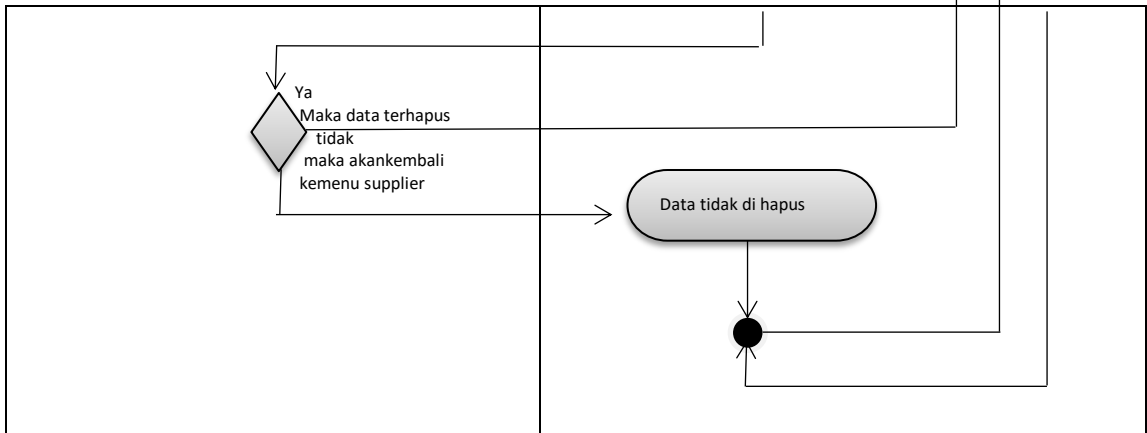 Ya
Maka data terhapus
tidak
maka akankembali
kemenu supplier
Data tidak di hapus